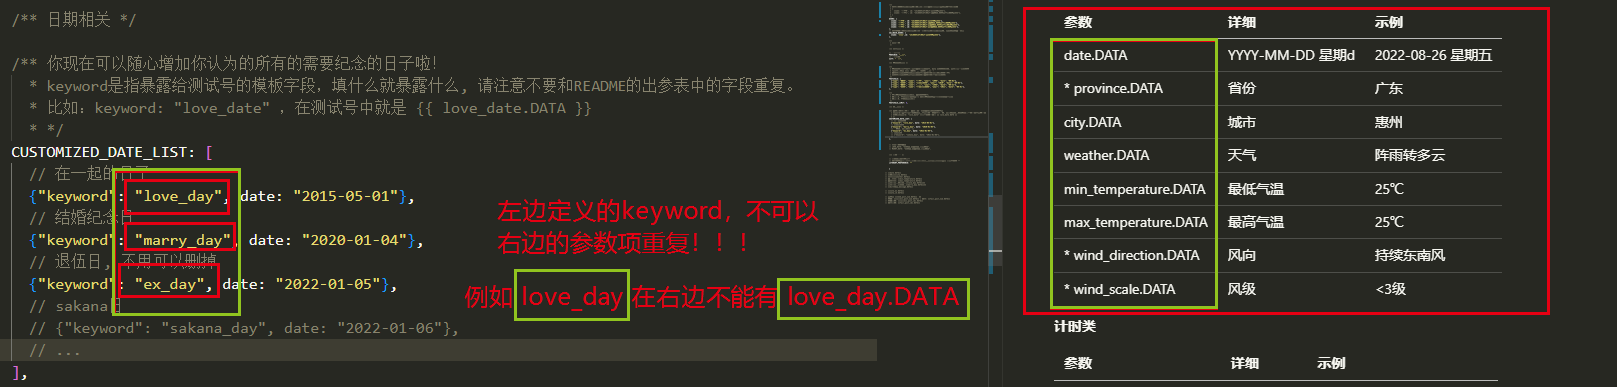 /** 日期相关 */
/** 你现在可以随心增加你认为的所有的需要纪念的日子啦!
* keyword是指暴露给测试号的模板字段，填什么就暴露什么，请注意不要和README的出参表中的字段重复。
* 比如: keyword: "love_date" , 在测试号中就是 {{ love_date.DATA }}
* */
CUSTOMIZED_DATE_LIST: [
// 在一起的日子
{"keyword": "love_day", date: "2015-05-01"},
// 结婚纪念日
{"keyword": "marry_day", date: "2020-01-04"},
// 退伍日, 不用可以删掉
{"keyword": "ex_day", date: "2022-01-05"},
// sakana日
// {"keyword": "sakana_day", date: "2022-01-06"},
// ...
],
左边定义的keyword，不可以
右边的参数项重复！！！
例如 love_day 在右边不能有 love_day.DATA
参数 详细 示例
date.DATA YYYY-MM-DD 星期d 2022-08-26 星期五
* province.DATA 省份 广东
city.DATA 城市 惠州
weather.DATA 天气 阵雨转多云
min_temperature.DATA 最低气温 25℃
max_temperature.DATA 最高气温 25℃
* wind_direction.DATA 风向 持续东南风
* wind_scale.DATA 风级 <3级
计时类
参数 详细 示例